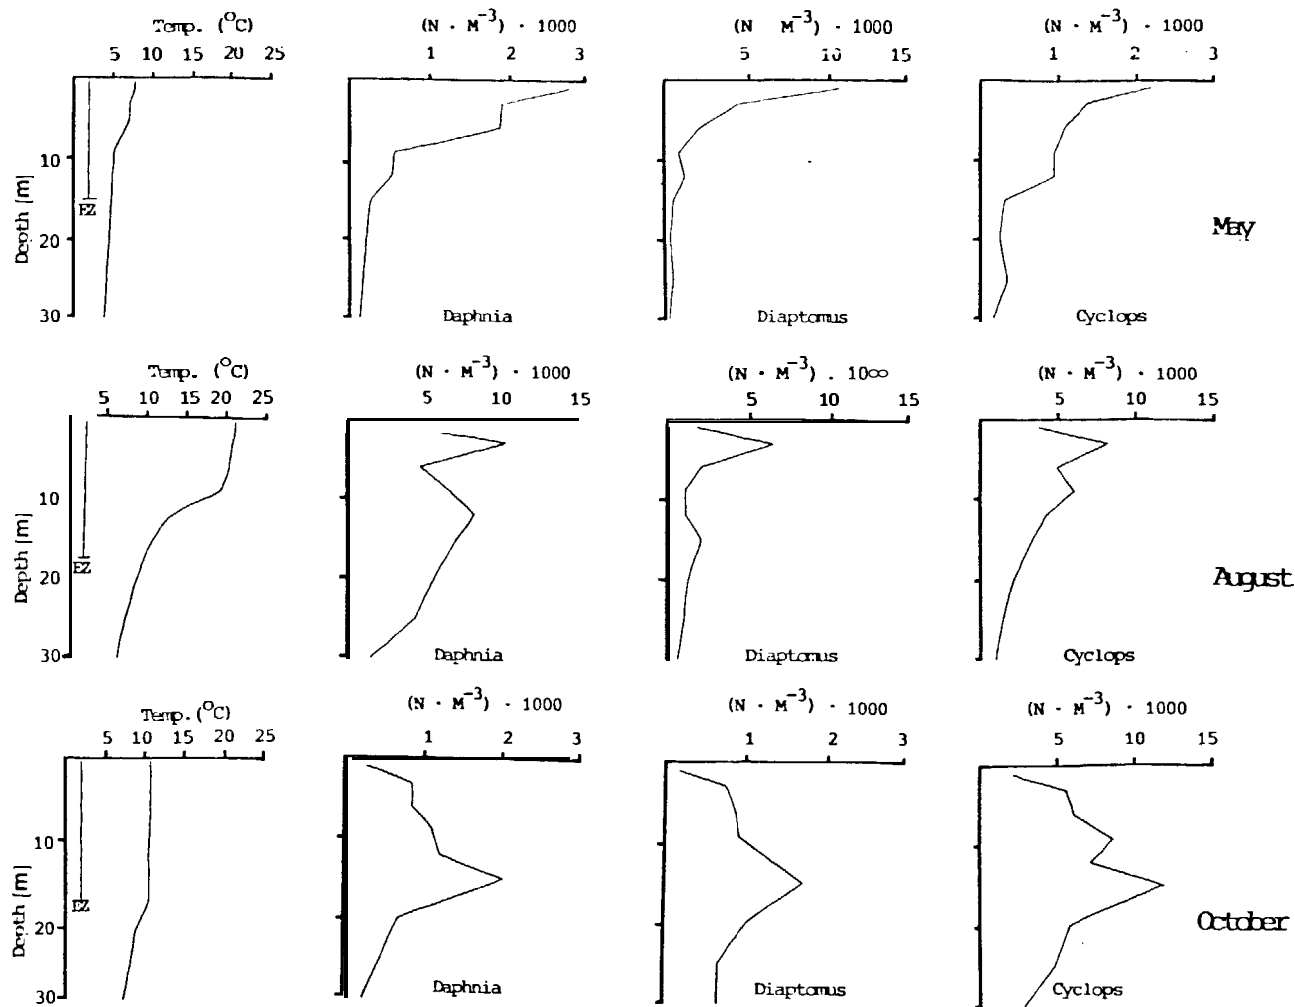 Temp. (°C)
(N · M⁻³) · 1000
(N M⁻³) · 1000
(N · M⁻³) · 1000
5 10 15 20 25
1 2 3
5 10 15
1 2 3
Depth [m]
10
20
30
EZ
Daphnia
Diaptomus
Cyclops
May
Temp. (°C)
(N · M⁻³) · 1000
(N · M⁻³) . 1000
(N · M⁻³) · 1000
5 10 15 20 25
5 10 15
5 10 15
5 10 15
Depth [m]
10
20
30
EZ
Daphnia
Diaptomus
Cyclops
August
Temp. (°C)
(N · M⁻³) · 1000
(N · M⁻³) · 1000
(N · M⁻³) · 1000
5 10 15 20 25
1 2 3
1 2 3
5 10 15
Depth [m]
10
20
30
EZ
Daphnia
Diaptomus
Cyclops
October